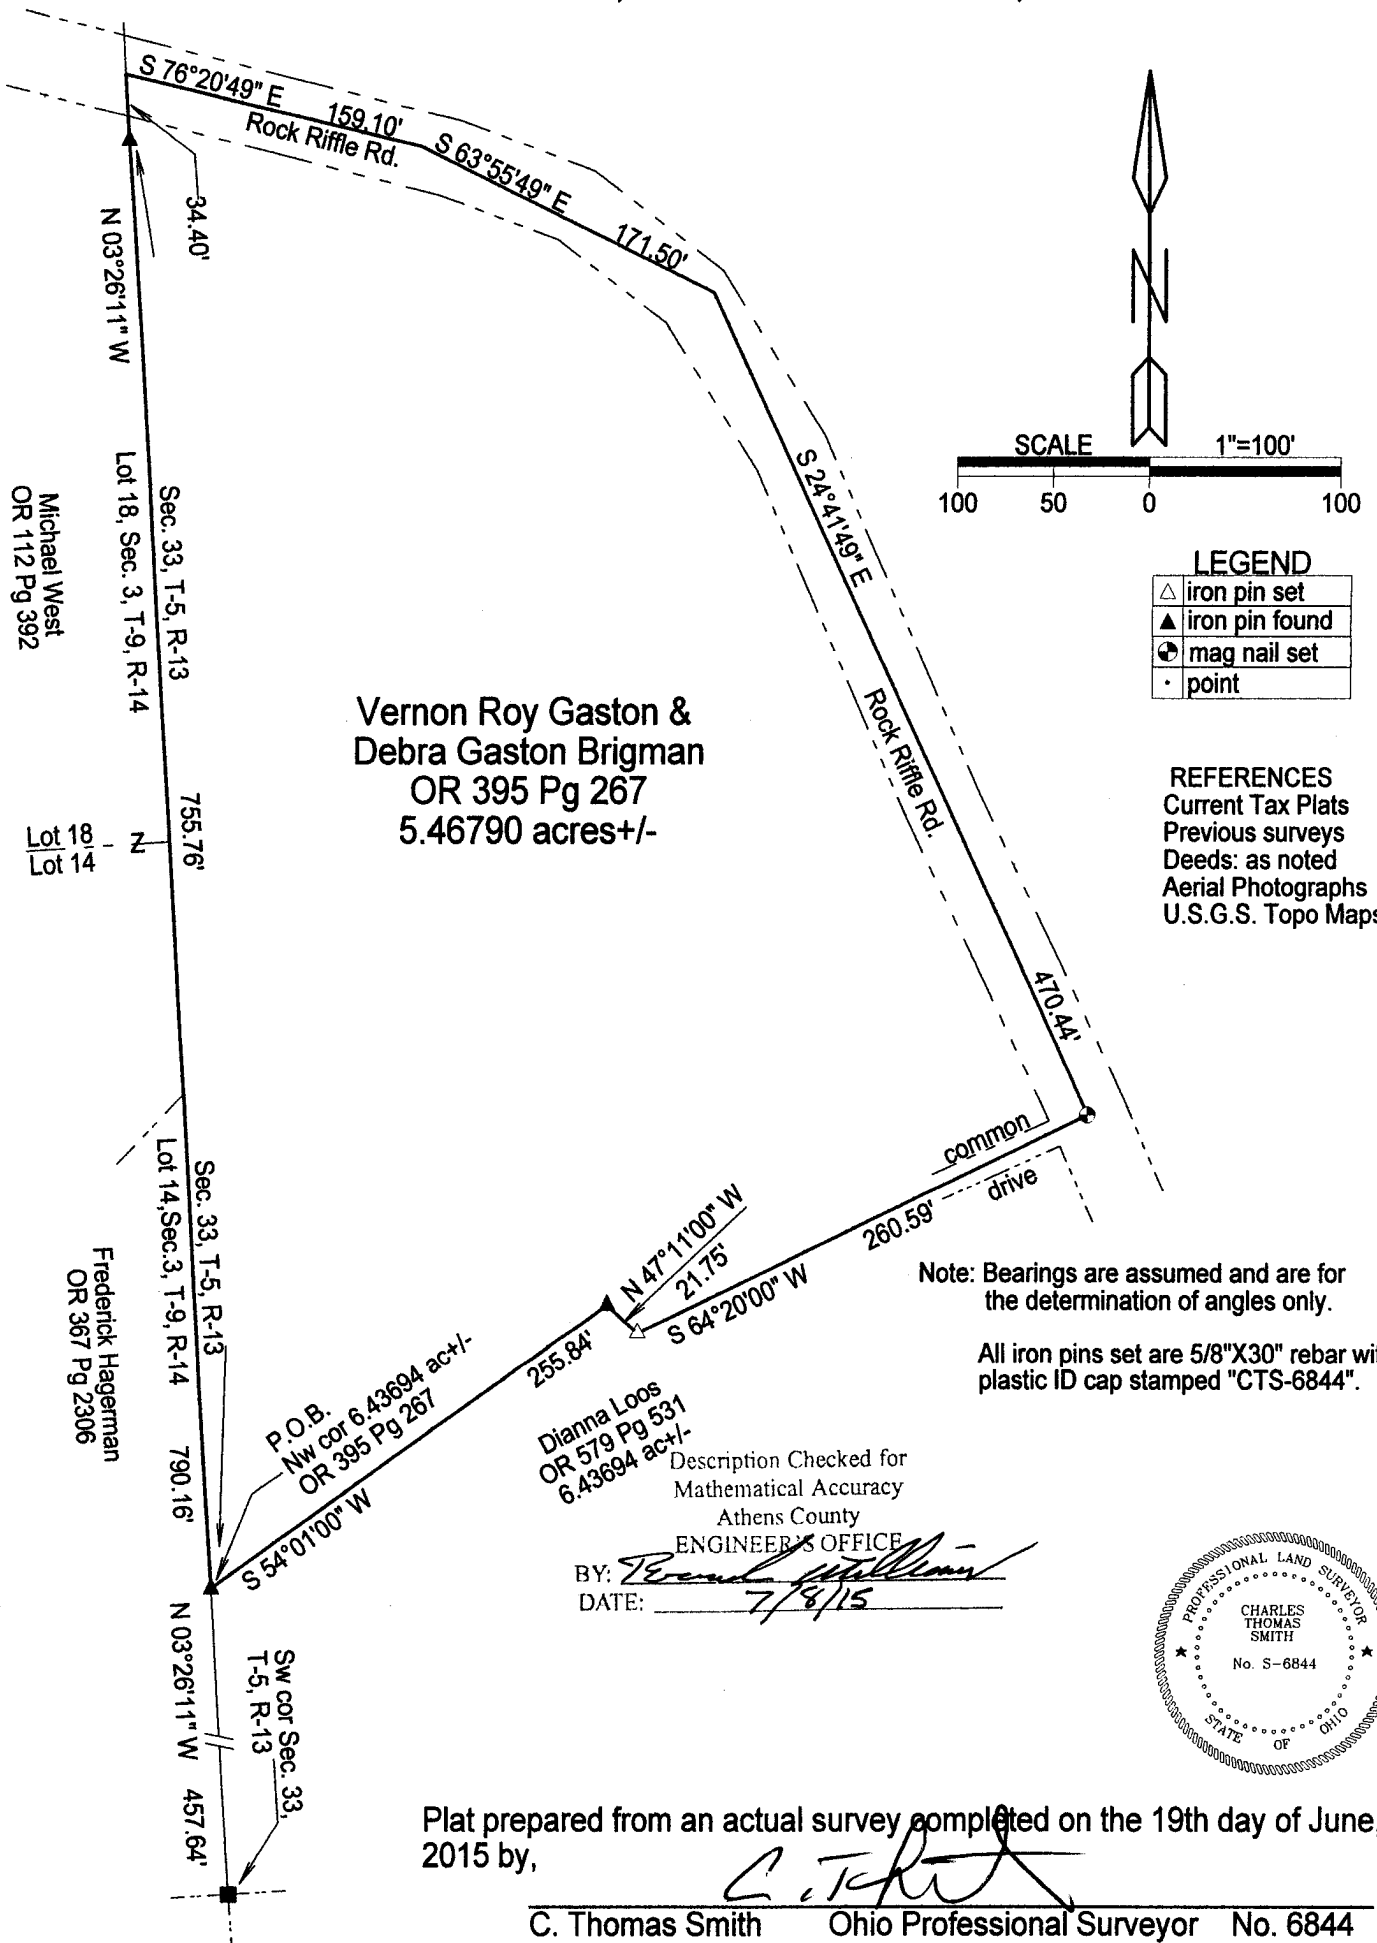 S 76°20'49" E
159.10'
Rock Riffle Rd.
S 63°55'49" E
171.50'
34.40'
N 03°26'11" W
S 24°41'49" E
Rock Riffle Rd.
470.44'
SCALE 1"=100'
100 50 0 100
N
LEGEND
iron pin set
iron pin found
mag nail set
point
REFERENCES
Current Tax Plats
Previous surveys
Deeds: as noted
Aerial Photographs
U.S.G.S. Topo Maps
Michael West
OR 112 Pg 392
Sec. 33, T-5, R-13
Lot 18, Sec. 3, T-9, R-14
755.76'
Vernon Roy Gaston &
Debra Gaston Brigman
OR 395 Pg 267
5.46790 acres+/-
Lot 18
Lot 14
Z
common
drive
260.59'
S 64°20'00" W
N 47°11'00" W
21.75'
255.84'
S 54°01'00" W
Sec. 33, T-5, R-13
Lot 14,Sec.3, T-9, R-14
790.16'
Frederick Hagerman
OR 367 Pg 2306
P.O.B.
Nw cor 6.43694 ac+/-
OR 395 Pg 267
Dianna Loos
OR 579 Pg 531
6.43694 ac+/-
Note: Bearings are assumed and are for
the determination of angles only.
All iron pins set are 5/8"X30" rebar wi
plastic ID cap stamped "CTS-6844".
Description Checked for
Mathematical Accuracy
Athens County
ENGINEER'S OFFICE
BY:
DATE: 7/8/15
N 03°26'11" W 457.64'
Sw cor Sec. 33,
T-5, R-13
PROFESSIONAL LAND SURVEYOR
CHARLES
THOMAS
SMITH
No. S-6844
STATE OF OHIO
Plat prepared from an actual survey completed on the 19th day of June,
2015 by,
C. Thomas Smith Ohio Professional Surveyor No. 6844